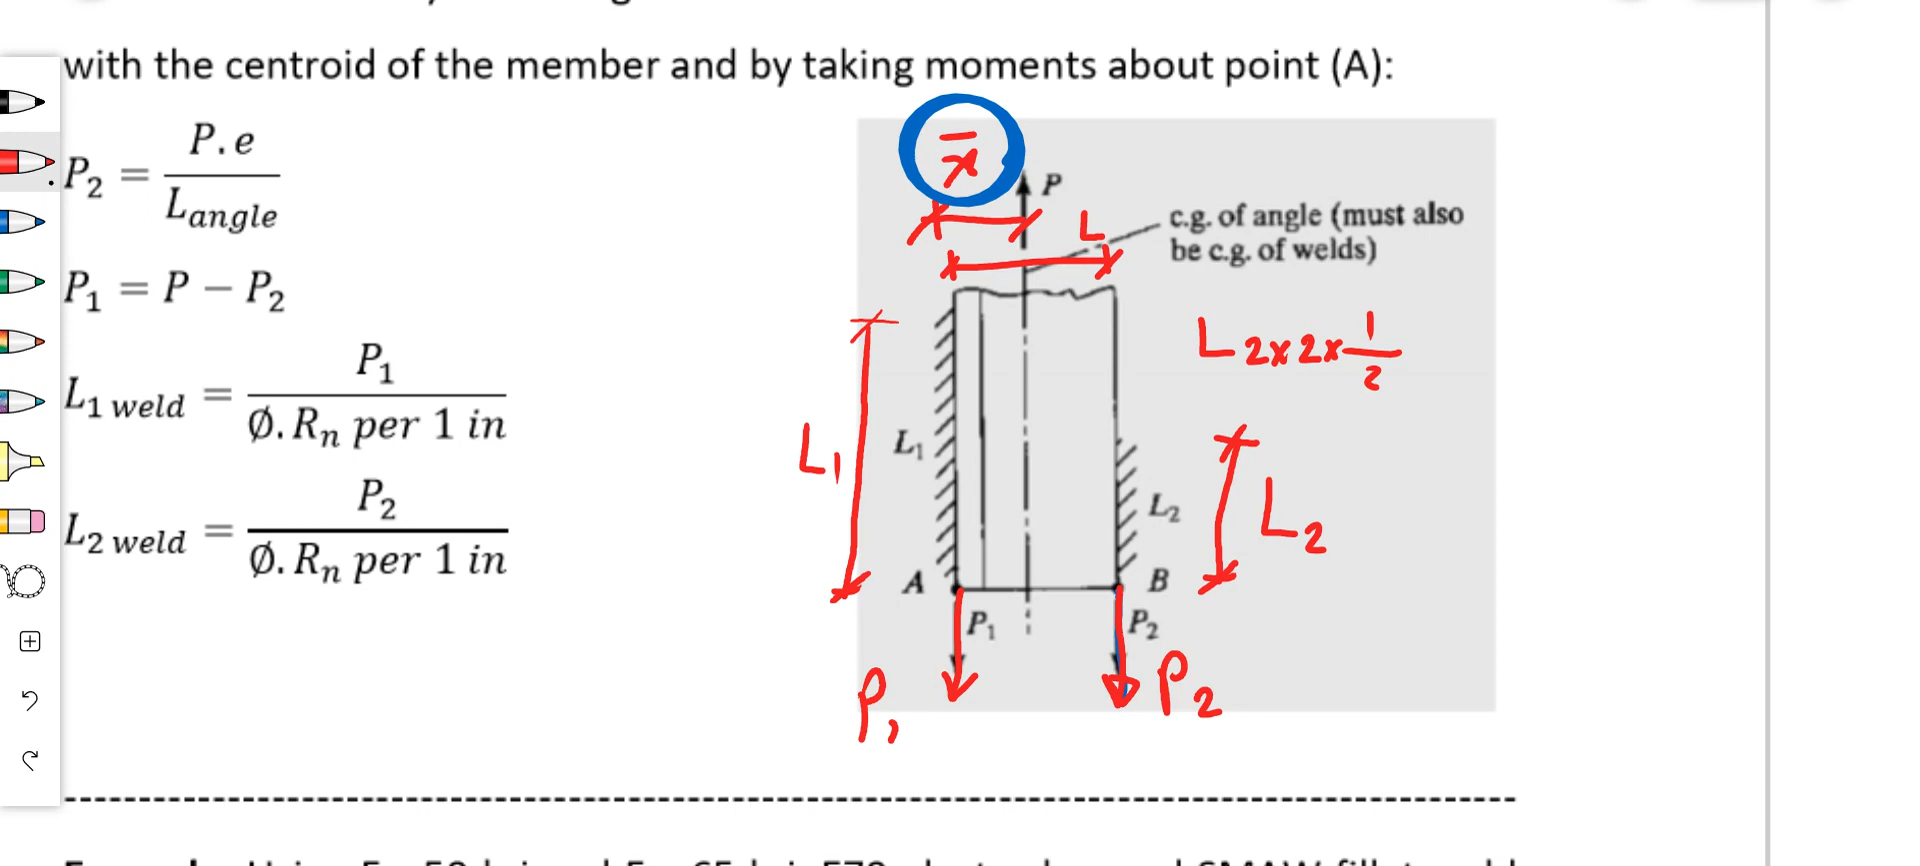 with the centroid of the member and by taking moments about point (A):
P₂ = P.e / L_angle
P₁ = P − P₂
L₁ weld = P₁ / Ø.Rₙ per 1 in
L₂ weld = P₂ / Ø.Rₙ per 1 in
x̄
P
L
c.g. of angle (must also
be c.g. of welds)
L 2x2x1/2
L₁
L₁
L₂
L₂
A
B
P₁
P₂
P₁
P₂